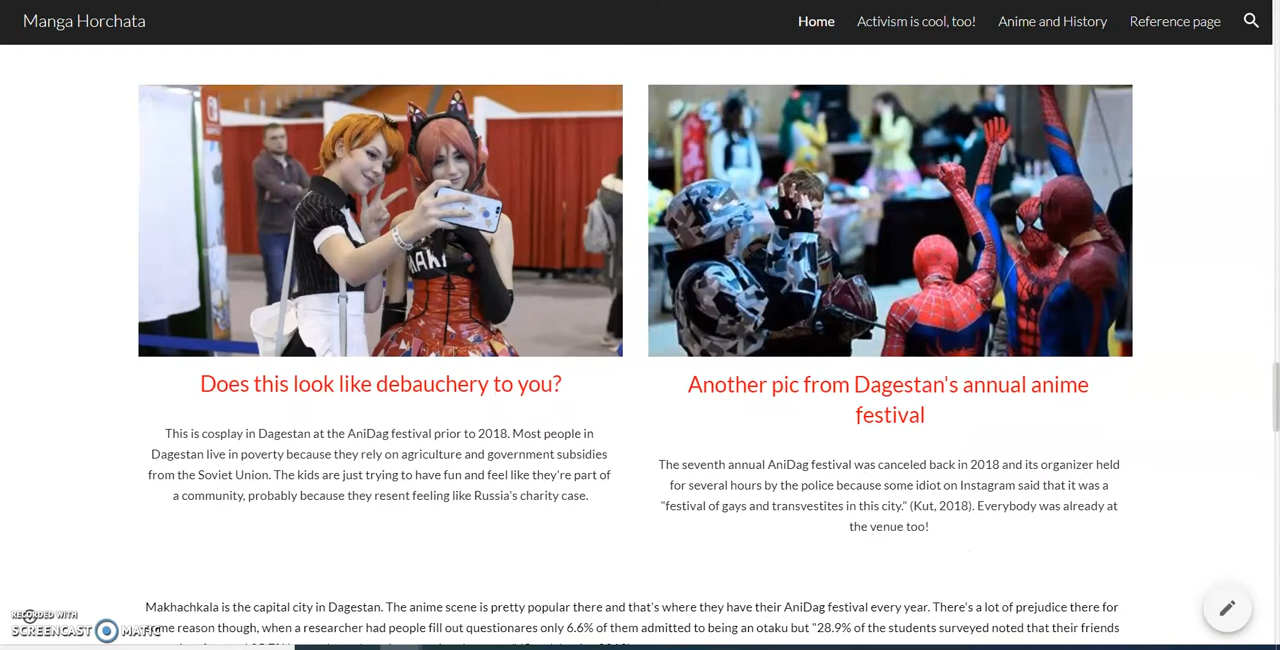 Manga Horchata
Home Activism is cool, too! Anime and History Reference page
Does this look like debauchery to you?
This is cosplay in Dagestan at the AniDag festival prior to 2018. Most people in
Dagestan live in poverty because they rely on agriculture and government subsidies
from the Soviet Union. The kids are just trying to have fun and feel like they're part of
a community, probably because they resent feeling like Russia's charity case.
Another pic from Dagestan's annual anime
festival
The seventh annual AniDag festival was canceled back in 2018 and its organizer held
for several hours by the police because some idiot on Instagram said that it was a
"festival of gays and transvestites in this city." (Kut, 2018). Everybody was already at
the venue too!
Makhachkala is the capital city in Dagestan. The anime scene is pretty popular there and that's where they have their AniDag festival every year. There's a lot of prejudice there for
some reason though, when a researcher had people fill out questionares only 6.6% of them admitted to being an otaku but "28.9% of the students surveyed noted that their friends
RECORDED WITH
SCREENCAST MATIC